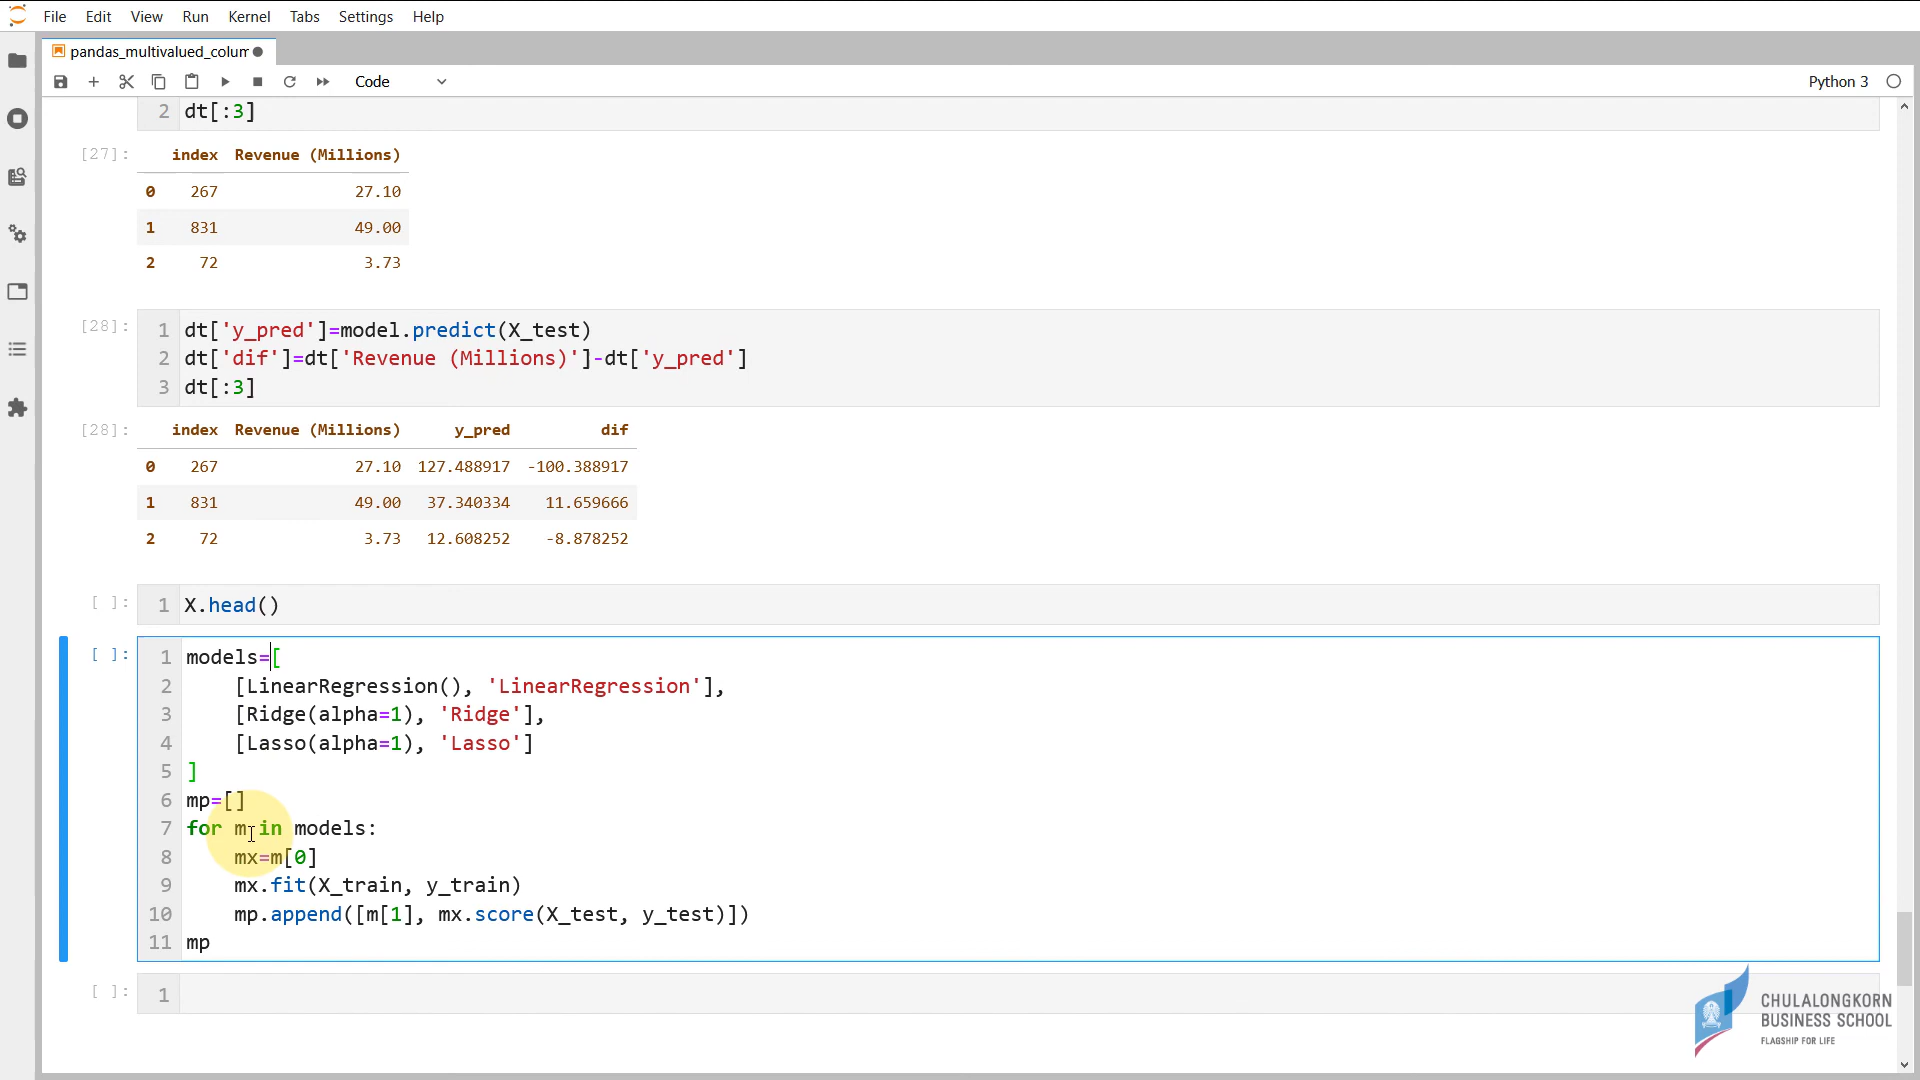 File Edit View Run Kernel Tabs Settings Help
pandas_multivalued_colum
Code
Python 3
2 dt[:3]
[27]:
index Revenue (Millions)
0 267 27.10
1 831 49.00
2 72 3.73
[28]:
1 dt['y_pred']=model.predict(X_test)
2 dt['dif']=dt['Revenue (Millions)']-dt['y_pred']
3 dt[:3]
[28]:
index Revenue (Millions) y_pred dif
0 267 27.10 127.488917 -100.388917
1 831 49.00 37.340334 11.659666
2 72 3.73 12.608252 -8.878252
[ ]:
1 X.head()
[ ]:
1 models=[
2 [LinearRegression(), 'LinearRegression'],
3 [Ridge(alpha=1), 'Ridge'],
4 [Lasso(alpha=1), 'Lasso']
5 ]
6 mp=[]
7 for m in models:
8 mx=m[0]
9 mx.fit(X_train, y_train)
10 mp.append([m[1], mx.score(X_test, y_test)])
11 mp
[ ]:
1
CHULALONGKORN
BUSINESS SCHOOL
FLAGSHIP FOR LIFE